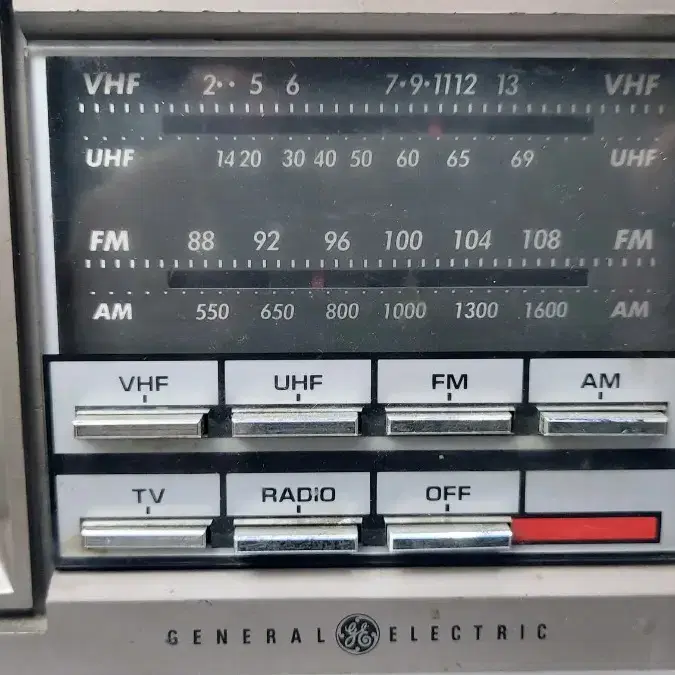 VHF 2·· 5 6 7·9·11 12 13 VHF
UHF 14 20 30 40 50 60 65 69 UHF
FM 88 92 96 100 104 108 FM
AM 550 650 800 1000 1300 1600 AM
VHF UHF FM AM
TV RADIO OFF
GENERAL GE ELECTRIC